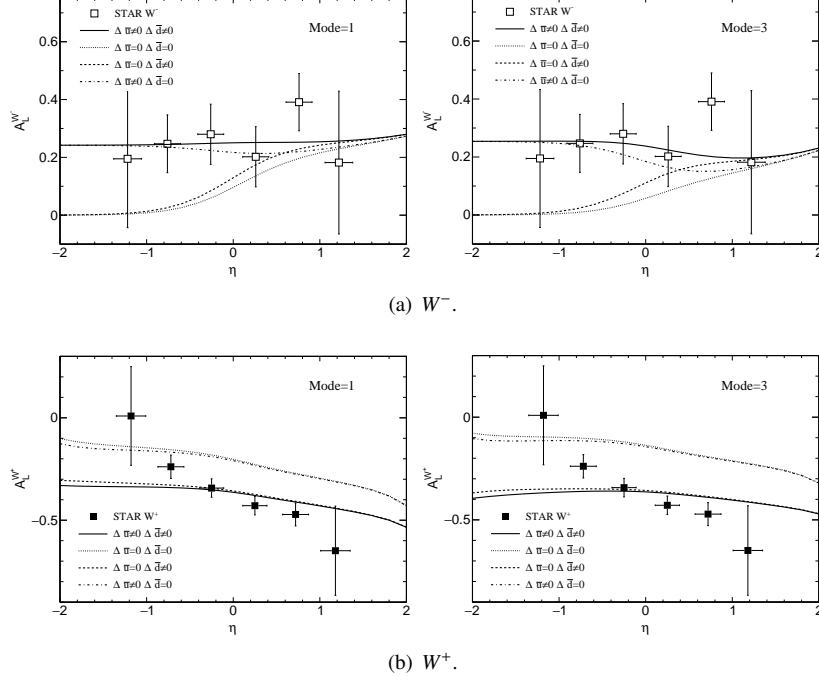 0.6
0.4
0.2
0
A_L^{W^-}
STAR W^-
Δ u̅≠0 Δ d̅≠0
Δ u̅=0 Δ d̅=0
Δ u̅=0 Δ d̅≠0
Δ u̅≠0 Δ d̅=0
Mode=1
−2 −1 0 1 2
η
0.6
0.4
0.2
0
A_L^{W^-}
STAR W^-
Δ u̅≠0 Δ d̅≠0
Δ u̅=0 Δ d̅=0
Δ u̅=0 Δ d̅≠0
Δ u̅≠0 Δ d̅=0
Mode=3
−2 −1 0 1 2
η
(a) W−.
0
−0.5
A_L^{W^+}
Mode=1
STAR W^+
Δ u̅≠0 Δ d̅≠0
Δ u̅=0 Δ d̅=0
Δ u̅=0 Δ d̅≠0
Δ u̅≠0 Δ d̅=0
−2 −1 0 1 2
η
0
−0.5
A_L^{W^+}
Mode=3
STAR W^+
Δ u̅≠0 Δ d̅≠0
Δ u̅=0 Δ d̅=0
Δ u̅=0 Δ d̅≠0
Δ u̅≠0 Δ d̅=0
−2 −1 0 1 2
η
(b) W+.